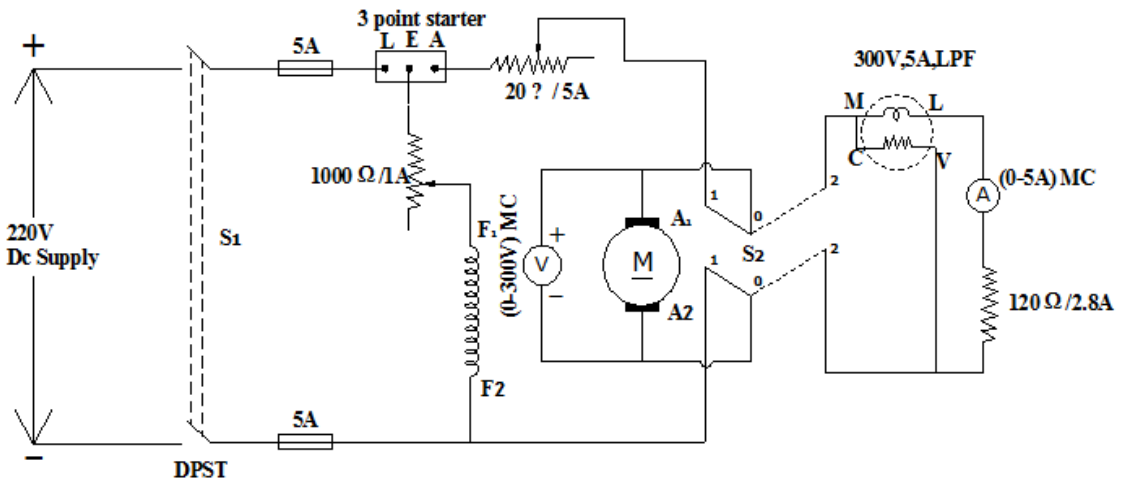 3 point starter
L E A
+
5A
20 ? / 5A
300V,5A,LPF
M L
C V
1000 Ω/1A
(0-5A) MC
A
2
1
0
220V
Dc Supply
S1
F1
(0-300V) MC
+
V
−
M
A1
A2
S2
1
0
2
120 Ω/2.8A
F2
5A
−
DPST